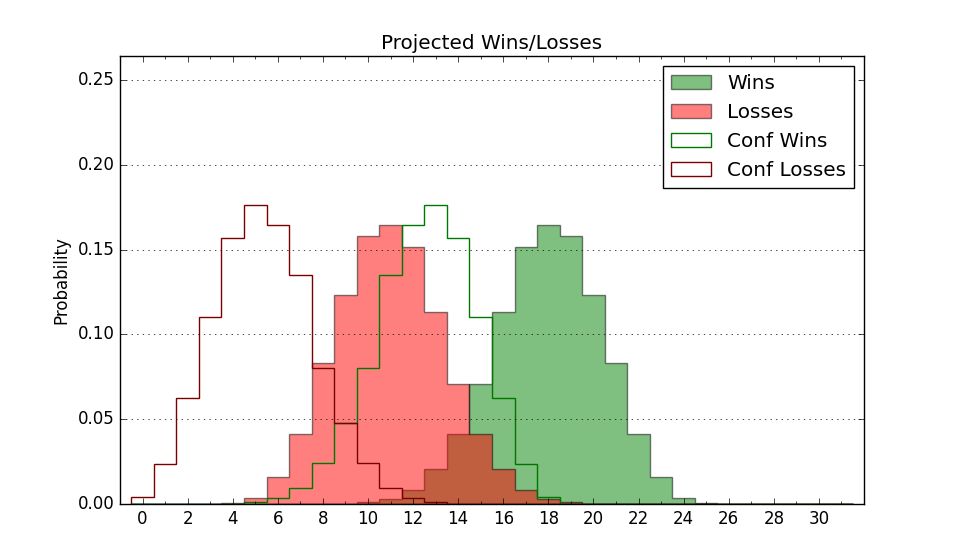 Projected Wins/Losses
Wins
Losses
Conf Wins
Conf Losses
Probability
0.25
0.20
0.15
0.10
0.05
0.00
0 2 4 6 8 10 12 14 16 18 20 22 24 26 28 30